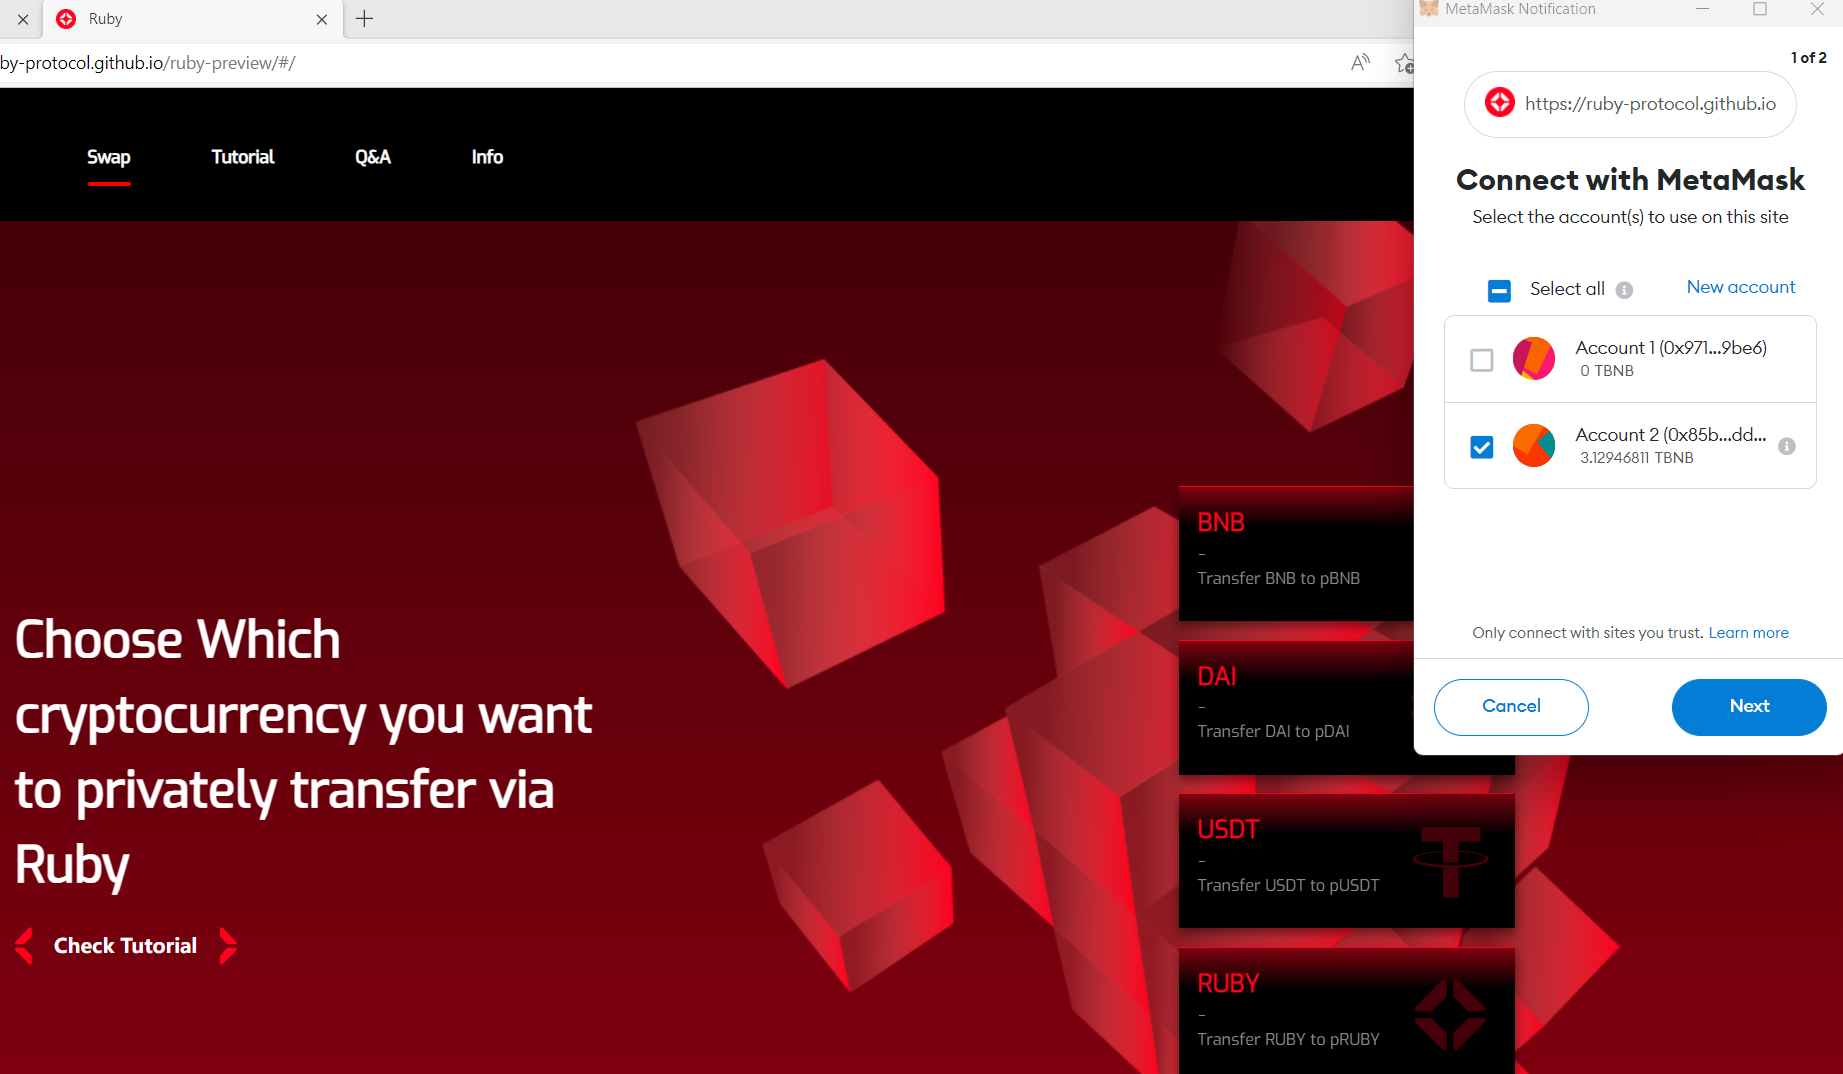 Ruby
by-protocol.github.io/ruby-preview/#/
Swap
Tutorial
Q&A
Info
Choose Which
cryptocurrency you want
to privately transfer via
Ruby
Check Tutorial
BNB
-
Transfer BNB to pBNB
DAI
-
Transfer DAI to pDAI
USDT
-
Transfer USDT to pUSDT
RUBY
-
Transfer RUBY to pRUBY
MetaMask Notification
1 of 2
https://ruby-protocol.github.io
Connect with MetaMask
Select the account(s) to use on this site
Select all
New account
Account 1 (0x971...9be6)
0 TBNB
Account 2 (0x85b...dd...
3.12946811 TBNB
Only connect with sites you trust. Learn more
Cancel
Next